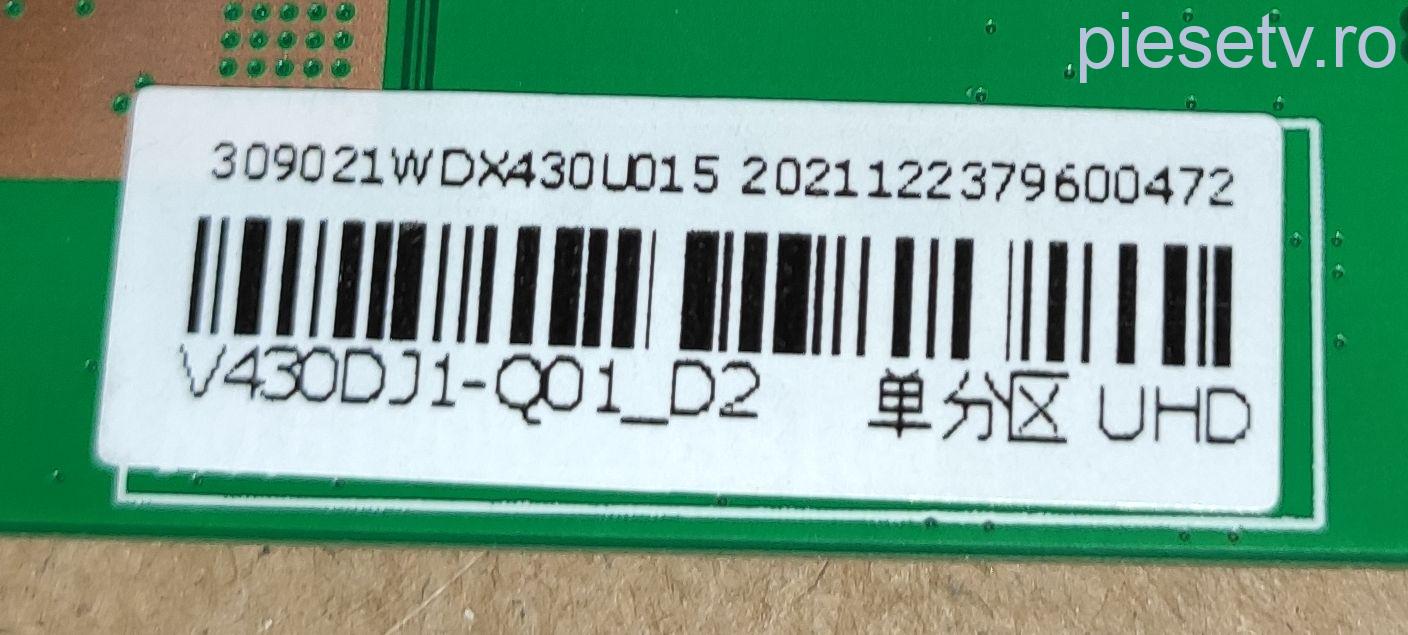 piesetv.ro
309021WDX430U015 2021122379600472
V430DJ1-Q01_D2 单分区 UHD